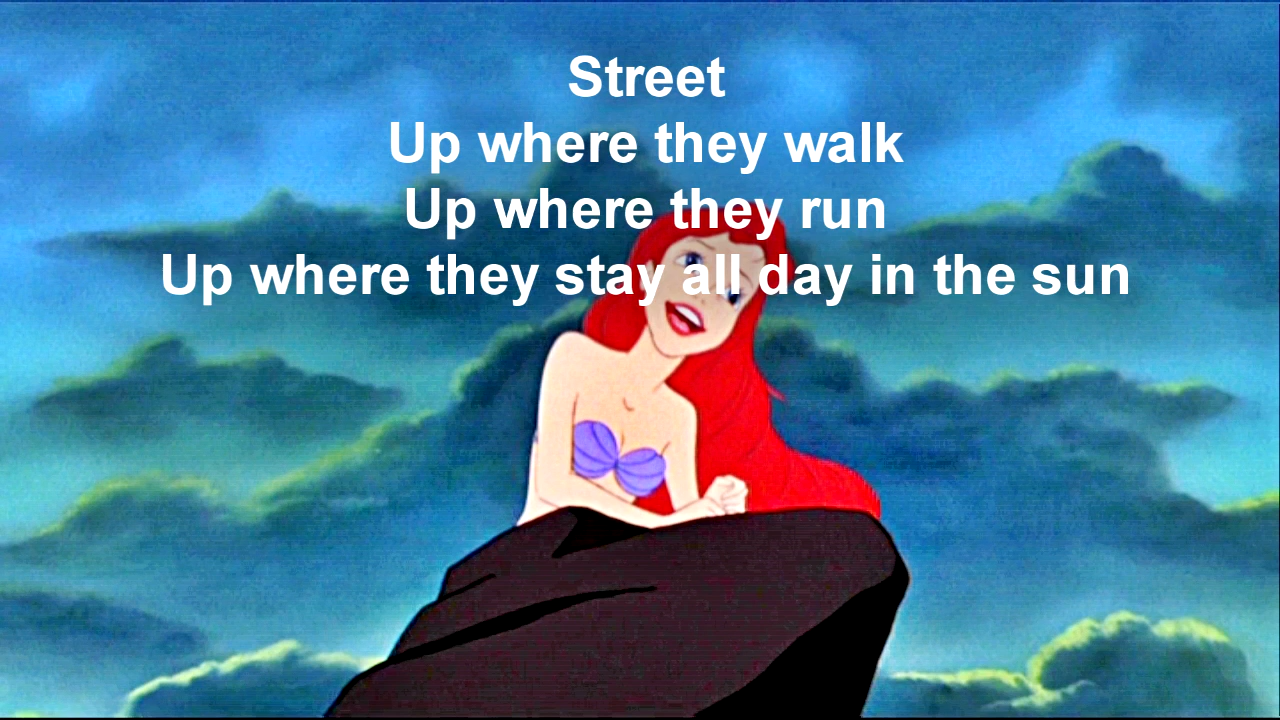 Street
Up where they walk
Up where they run
Up where they stay all day in the sun